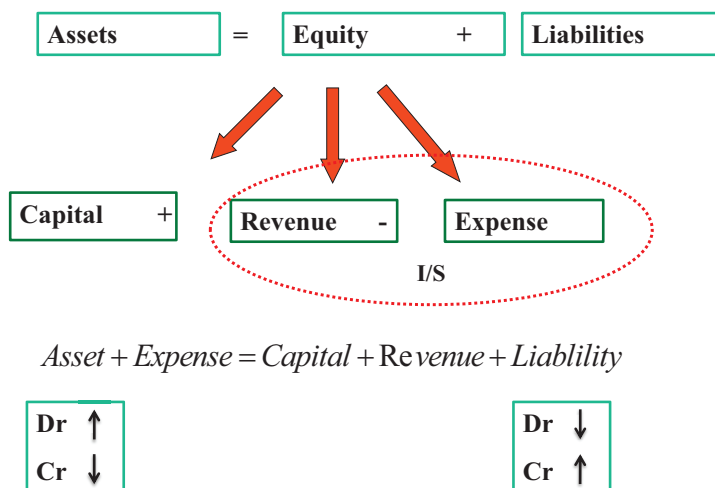 Assets = Equity + Liabilities
Capital + Revenue - Expense
I/S
Asset + Expense = Capital + Revenue + Liablility
Dr ↑ Dr ↓
Cr ↓ Cr ↑